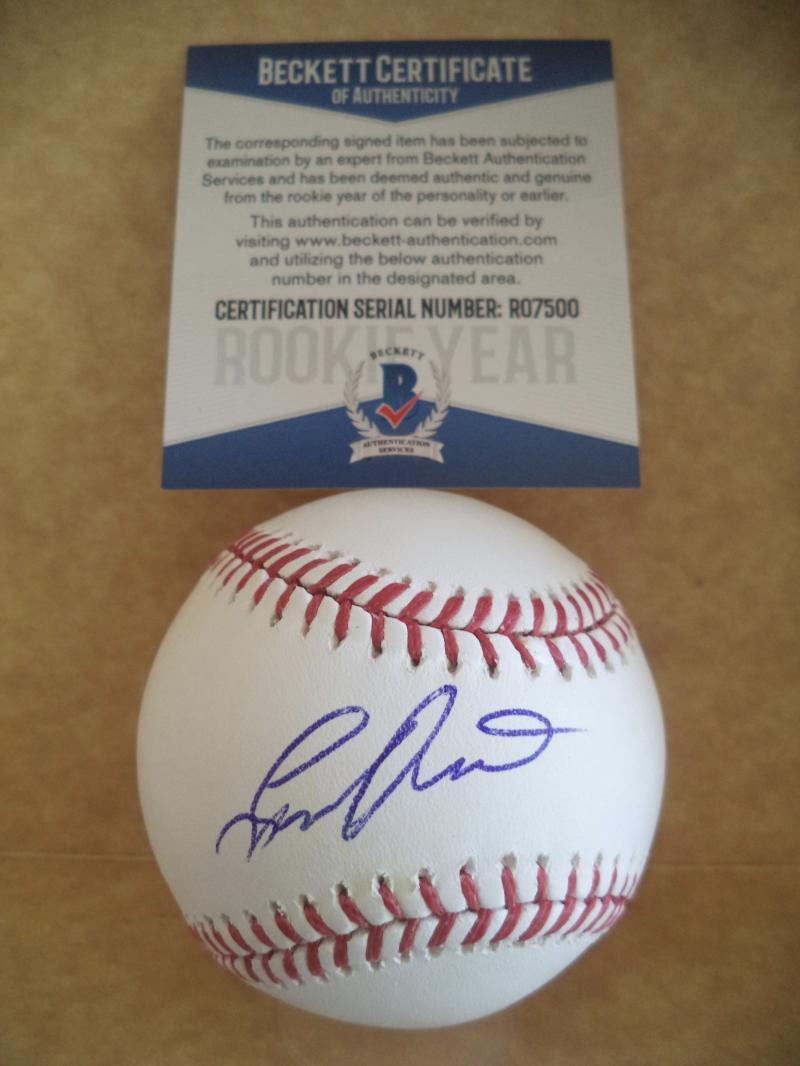 BECKETT CERTIFICATE
OF AUTHENTICITY
The corresponding signed item has been subjected to
examination by an expert from Beckett Authentication
Services and has been deemed authentic and genuine
from the rookie year of the personality or earlier.
This authentication can be verified by
visiting www.beckett-authentication.com
and utilizing the below authentication
number in the designated area.
CERTIFICATION SERIAL NUMBER: R07500
ROOKIE YEAR
BECKETT
B
AUTHENTICATION
SERVICES